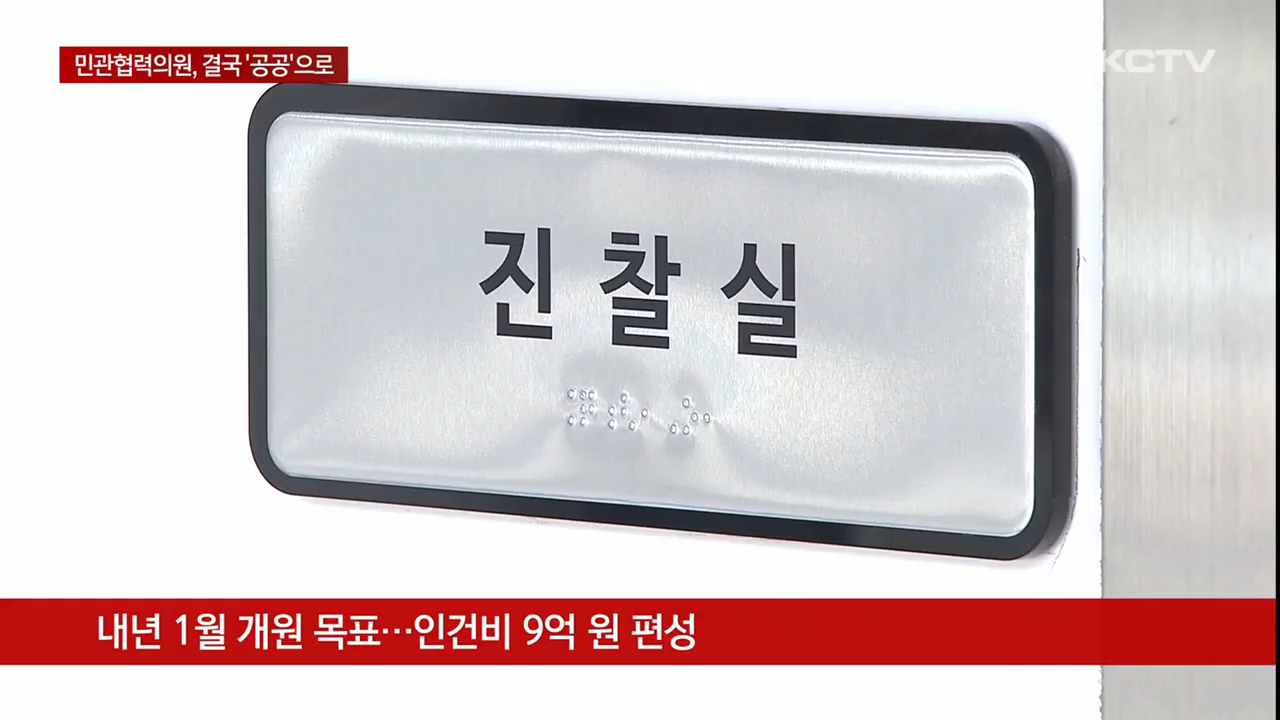 민관협력의원, 결국 '공공'으로
KCTV
진찰실
내년 1월 개원 목표…인건비 9억 원 편성